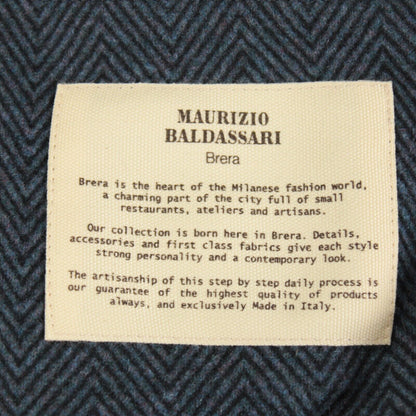 MAURIZIO
BALDASSARI
Brera
Brera is the heart of the Milanese fashion world,
a charming part of the city full of small
restaurants, ateliers and artisans.
Our collection is born here in Brera. Details,
accessories and first class fabrics give each style
strong personality and a contemporary look.
The artisanship of this step by step daily process is
our guarantee of the highest quality of products
always, and exclusively Made in Italy.